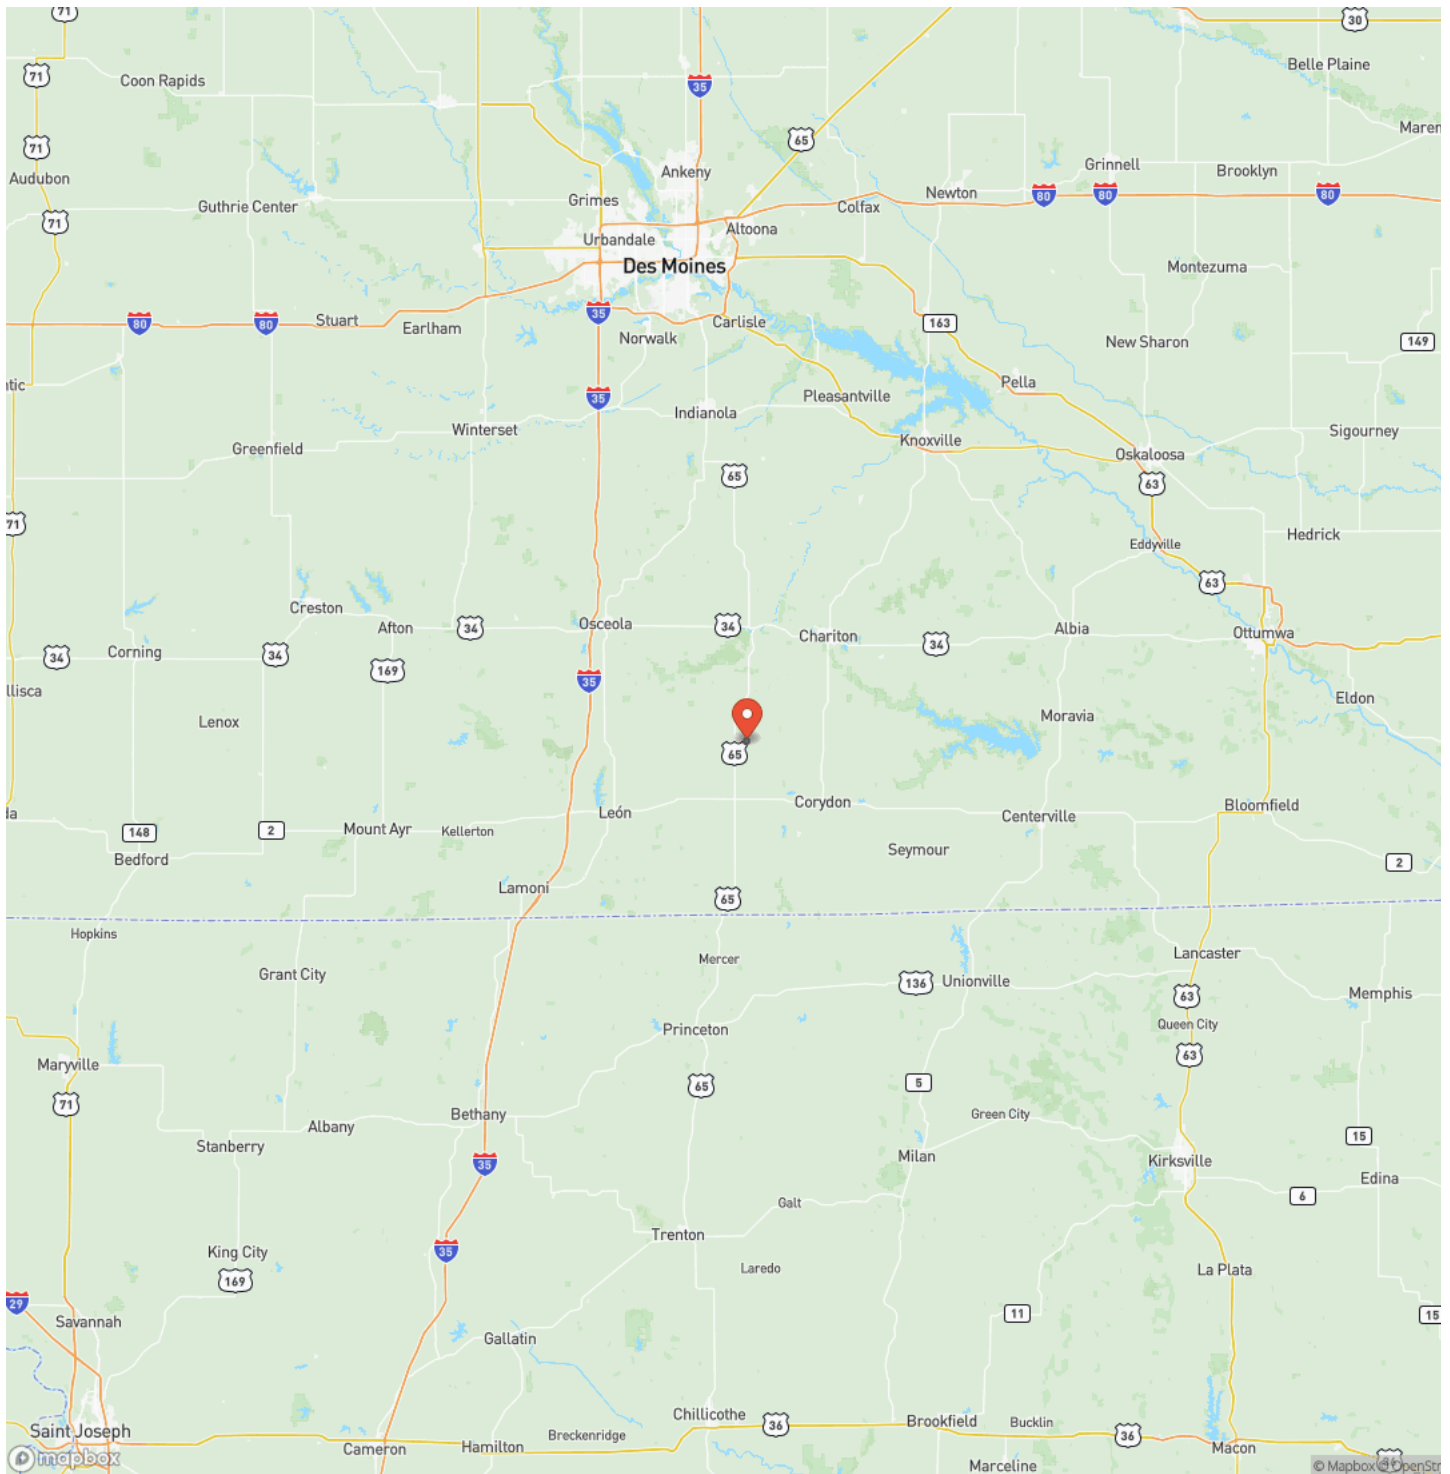 71
30
Coon Rapids
Belle Plaine
71
35
65
71
Maren
Ankeny
Grinnell
Brooklyn
Audubon
Newton
80
80
80
Grimes
Guthrie Center
Colfax
71
Altoona
Urbandale
Des Moines
Montezuma
35
80
80
Stuart
Earlham
Carlisle
163
Norwalk
New Sharon
149
ntic
Pella
35
Pleasantville
Indianola
Winterset
Knoxville
Sigourney
Greenfield
Oskaloosa
65
63
71
Hedrick
Eddyville
63
Creston
Osceola
34
Afton
34
Chariton
34
Albia
Ottumwa
34
Corning
34
169
35
llisca
Eldon
Lenox
Moravia
65
Corydon
Bloomfield
León
da
148
2
Mount Ayr
Kellerton
Centerville
Bedford
Seymour
2
Lamoni
65
Hopkins
Mercer
Lancaster
Grant City
136
Unionville
63
Memphis
Princeton
Queen City
Maryville
63
65
5
71
Bethany
Green City
Albany
Stanberry
15
Milan
Kirksville
35
Edina
6
Galt
Trenton
King City
35
Laredo
La Plata
169
29
11
15
Savannah
Gallatin
Chillicothe
36
Brookfield
Bucklin
Saint Joseph
Breckenridge
36
Cameron
Hamilton
Macon
mapbox
36
Marceline
© Mapbox © OpenStr